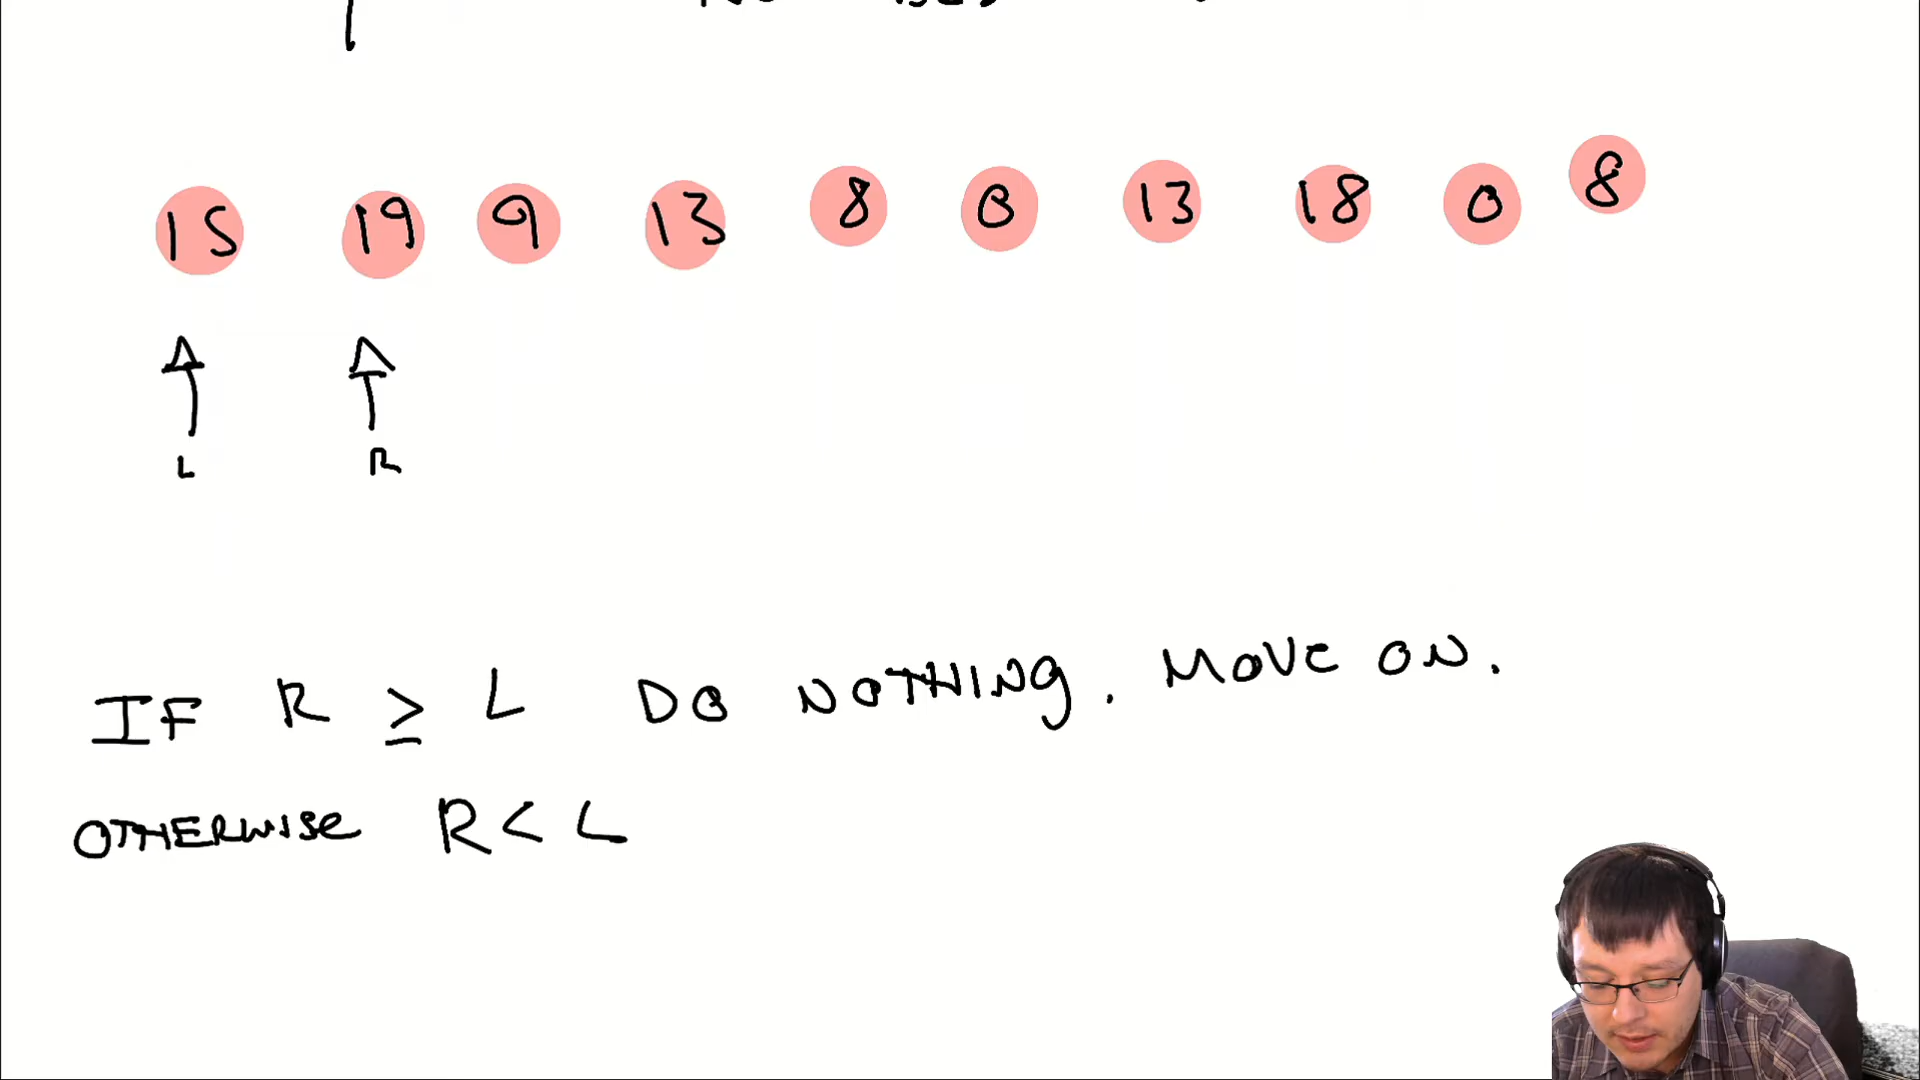 15 19 9 13 8 0 13 18 0 8
L R
IF R ≥ L DO NOTHING. MOVE ON.
OTHERWISE R < L